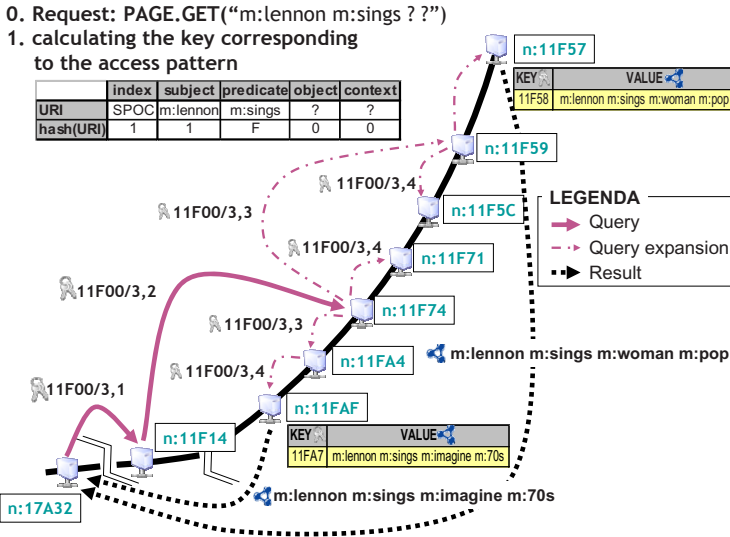 0. Request: PAGE.GET(“m:lennon m:sings ? ?”)
1. calculating the key corresponding
to the access pattern
index subject predicate object context
URI SPOC m:lennon m:sings ? ?
hash(URI) 1 1 F 0 0
n:11F57
KEY VALUE
11F58 m:lennon m:sings m:woman m:pop
n:11F59
11F00/3,4
n:11F5C
11F00/3,3
LEGENDA
Query
Query expansion
Result
11F00/3,4
n:11F71
11F00/3,2
n:11F74
11F00/3,3
m:lennon m:sings m:woman m:pop
n:11FA4
11F00/3,4
11F00/3,1
n:11FAF
n:11F14
KEY VALUE
11FA7 m:lennon m:sings m:imagine m:70s
m:lennon m:sings m:imagine m:70s
n:17A32